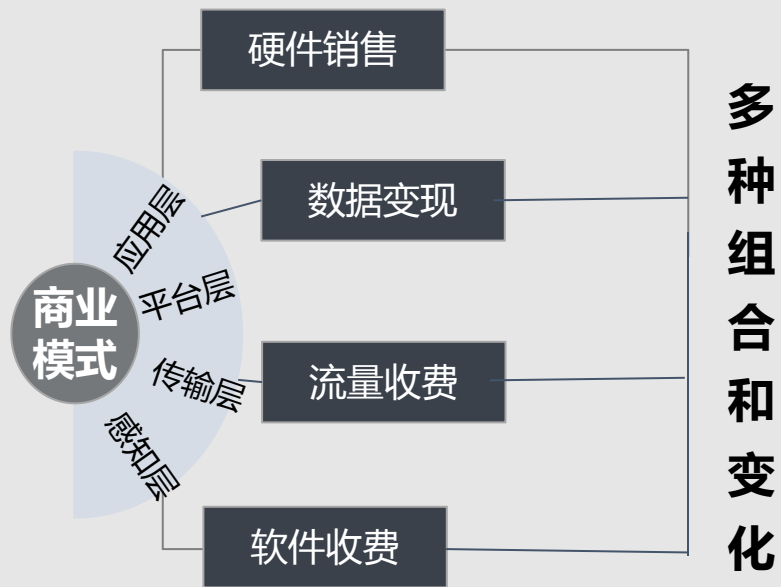 硬件销售
数据变现
流量收费
软件收费
应用层
平台层
传输层
感知层
商业
模式
多种组合和变化